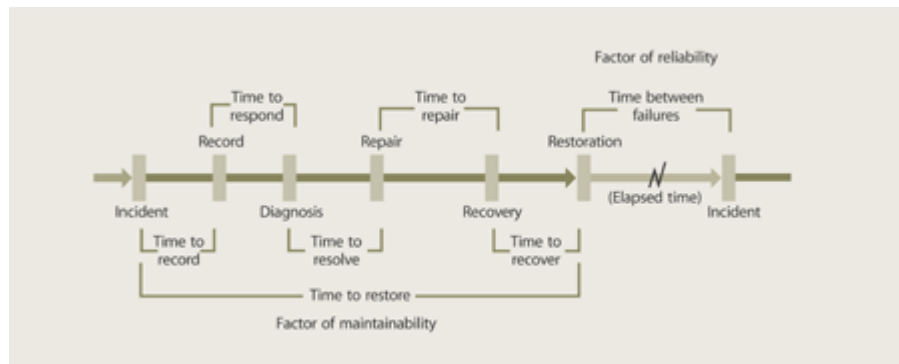 Factor of reliability
Time to
respond
Time to
repair
Time between
failures
Record
Repair
Restoration
(Elapsed time)
Incident
Diagnosis
Recovery
Incident
Time to
record
Time to
resolve
Time to
recover
Time to restore
Factor of maintainability